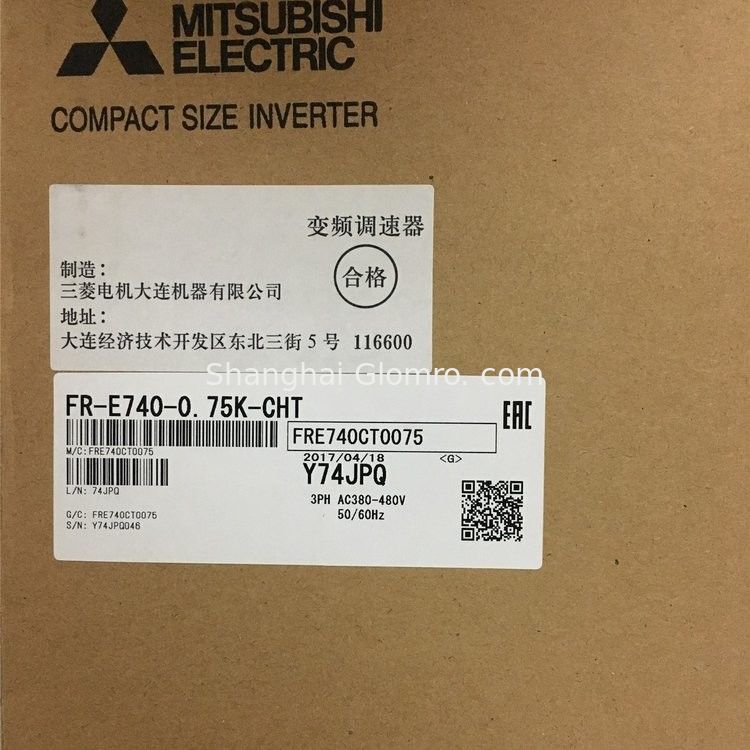 MITSUBISHI
ELECTRIC
COMPACT SIZE INVERTER
变频调速器
合格
制造：
三菱电机大连机器有限公司
地址：
大连经济技术开发区东北三街5号 116600
Shanghai Glomro. com
FR-E740-0.75K-CHT
EAC
FRE740CT0075
M/C:FRE740CT0075
2017/04/18 <G>
Y74JPQ
L/N: 74JPQ
3PH AC380-480V
50/60Hz
G/C: FRE740CT0075
S/N: Y74JPQ046